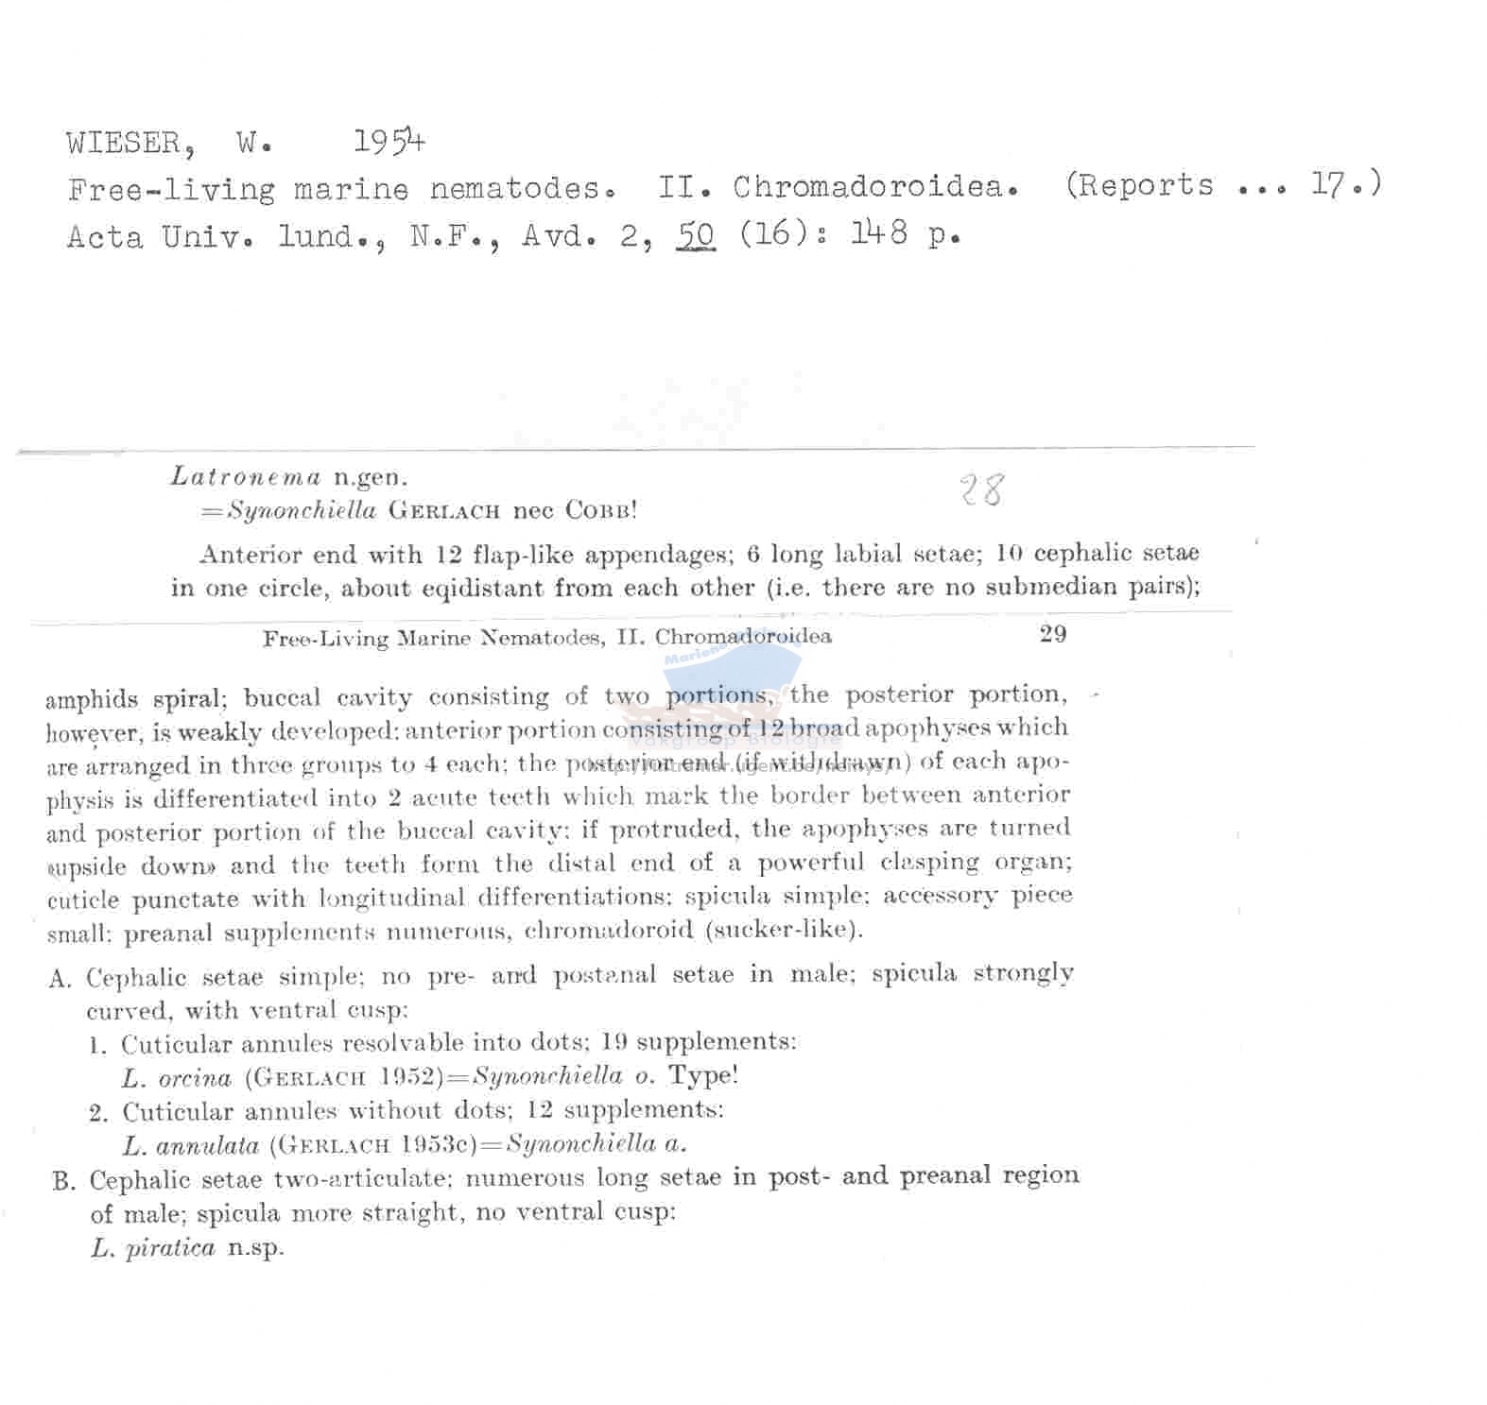 WIESER, W. 1954
Free-living marine nematodes. II. Chromadoroidea. (Reports ... 17.)
Acta Univ. lund., N.F., Avd. 2, 50 (16): 148 p.
Latronema n.gen.
28
=Synonchiella GERLACH nec COBB!
Anterior end with 12 flap-like appendages; 6 long labial setae; 10 cephalic setae
in one circle, about eqidistant from each other (i.e. there are no submedian pairs);
Free-Living Marine Nematodes, II. Chromadoroidea 29
amphids spiral; buccal cavity consisting of two portions, the posterior portion,
however, is weakly developed; anterior portion consisting of 12 broad apophyses which
are arranged in three groups to 4 each; the posterior end (if withdrawn) of each apo-
physis is differentiated into 2 acute teeth which mark the border between anterior
and posterior portion of the buccal cavity; if protruded, the apophyses are turned
«upside down» and the teeth form the distal end of a powerful clasping organ;
cuticle punctate with longitudinal differentiations; spicula simple; accessory piece
small; preanal supplements numerous, chromadoroid (sucker-like).
A. Cephalic setae simple; no pre- and postanal setae in male; spicula strongly
curved, with ventral cusp:
1. Cuticular annules resolvable into dots; 19 supplements:
L. orcina (GERLACH 1952)=Synonchiella o. Type!
2. Cuticular annules without dots; 12 supplements:
L. annulata (GERLACH 1953c)=Synonchiella a.
B. Cephalic setae two-articulate; numerous long setae in post- and preanal region
of male; spicula more straight, no ventral cusp:
L. piratica n.sp.